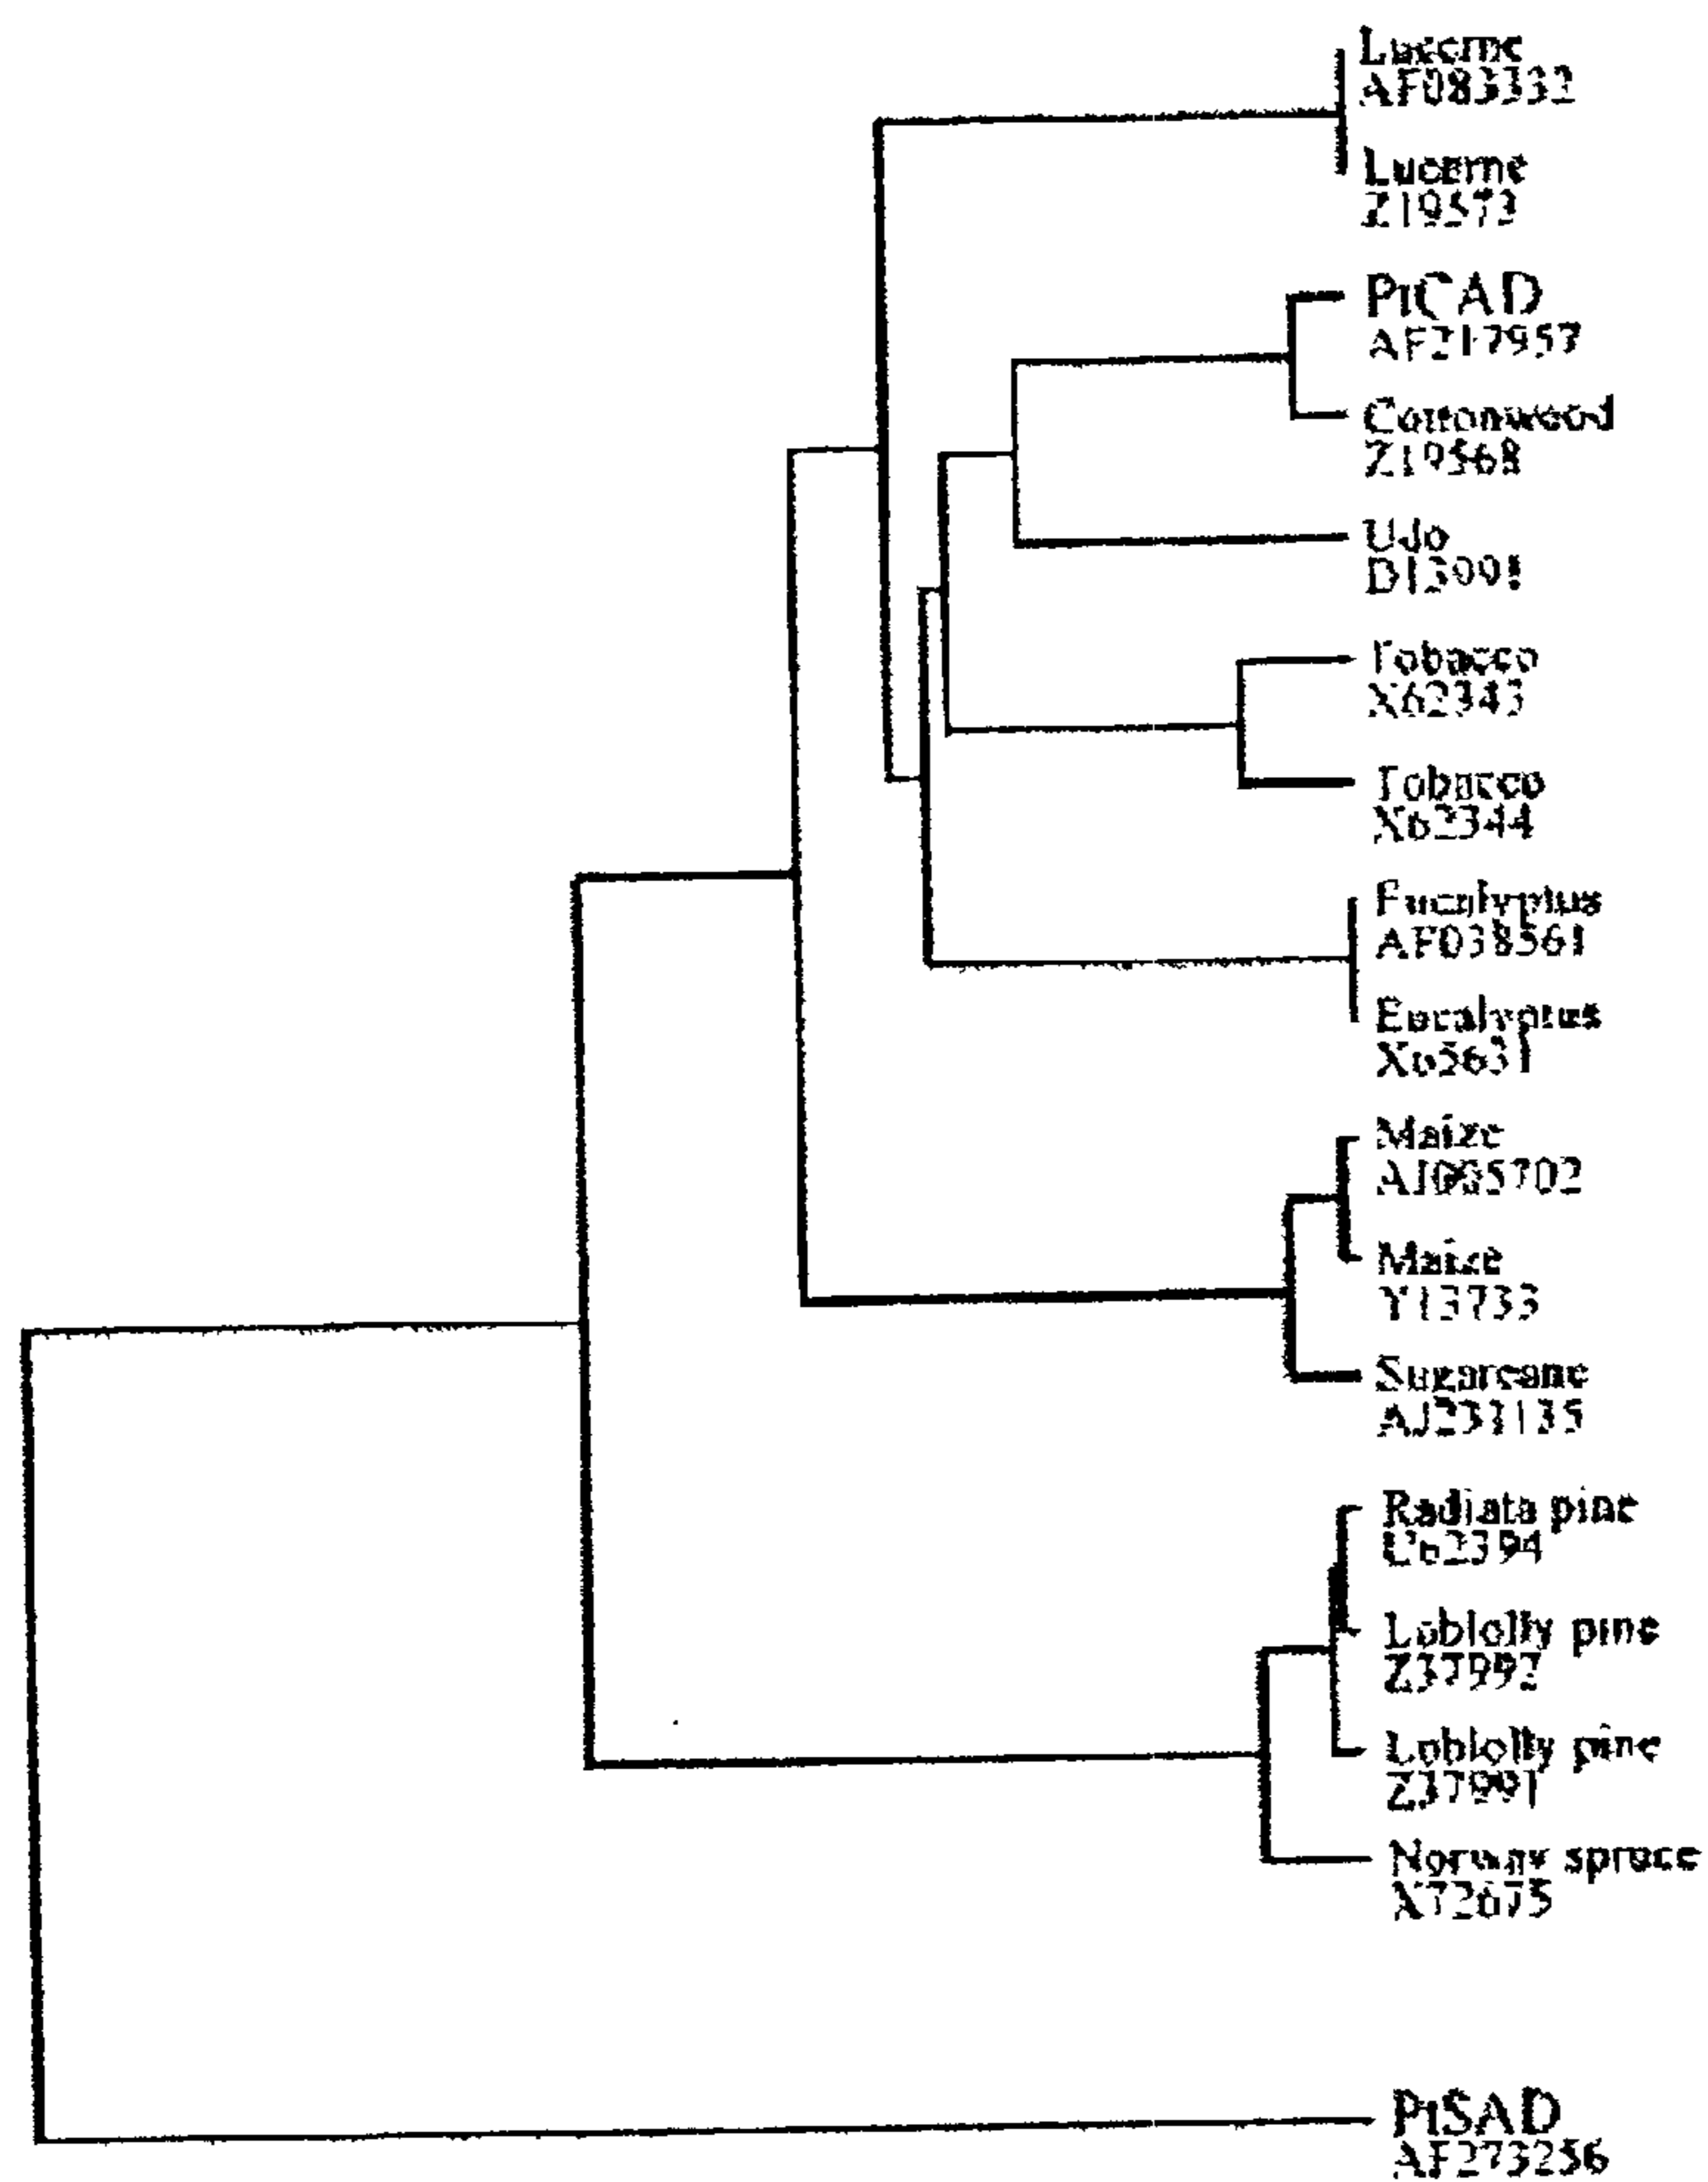 Lucerne
AF083332
Lucerne
Z19573
PtCAD
AF217957
Cottonwood
Z19568
Udo
D13991
Tobacco
X62343
Tobacco
X62344
Eucalyptus
AF038561
Eucalyptus
X65631
Maize
AJ005702
Maize
Y13733
Sugarcane
AJ231135
Radiata pine
U62394
Loblolly pine
Z37992
Loblolly pine
Z37991
Norway spruce
X72675
PtSAD
AF273256